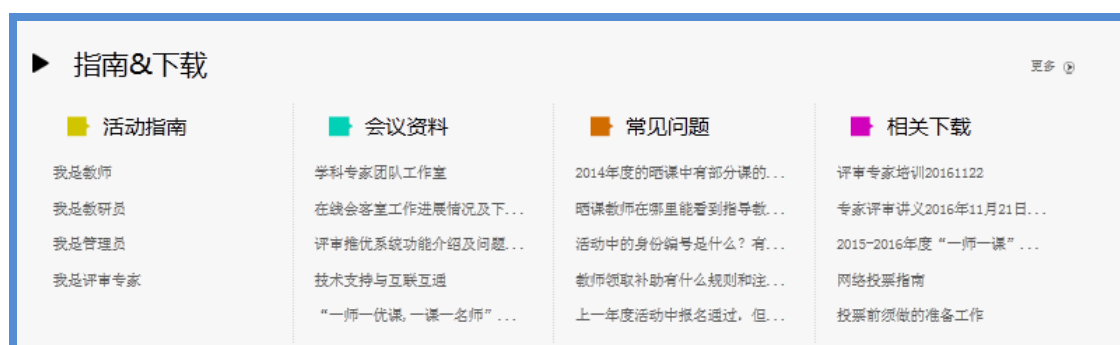 指南&下载
更多
活动指南
我是教师
我是教研员
我是管理员
我是评审专家
会议资料
学科专家团队工作室
在线会客室工作进展情况及下...
评审推优系统功能介绍及问题...
技术支持与互联互通
“一师一优课,一课一名师”...
常见问题
2014年度的晒课中有部分课的...
晒课教师在哪里能看到指导教...
活动中的身份编号是什么？有...
教师领取补助有什么规则和注...
上一年度活动中报名通过，但...
相关下载
评审专家培训20161122
专家评审讲义2016年11月21日...
2015-2016年度“一师一课”...
网络投票指南
投票前须做的准备工作